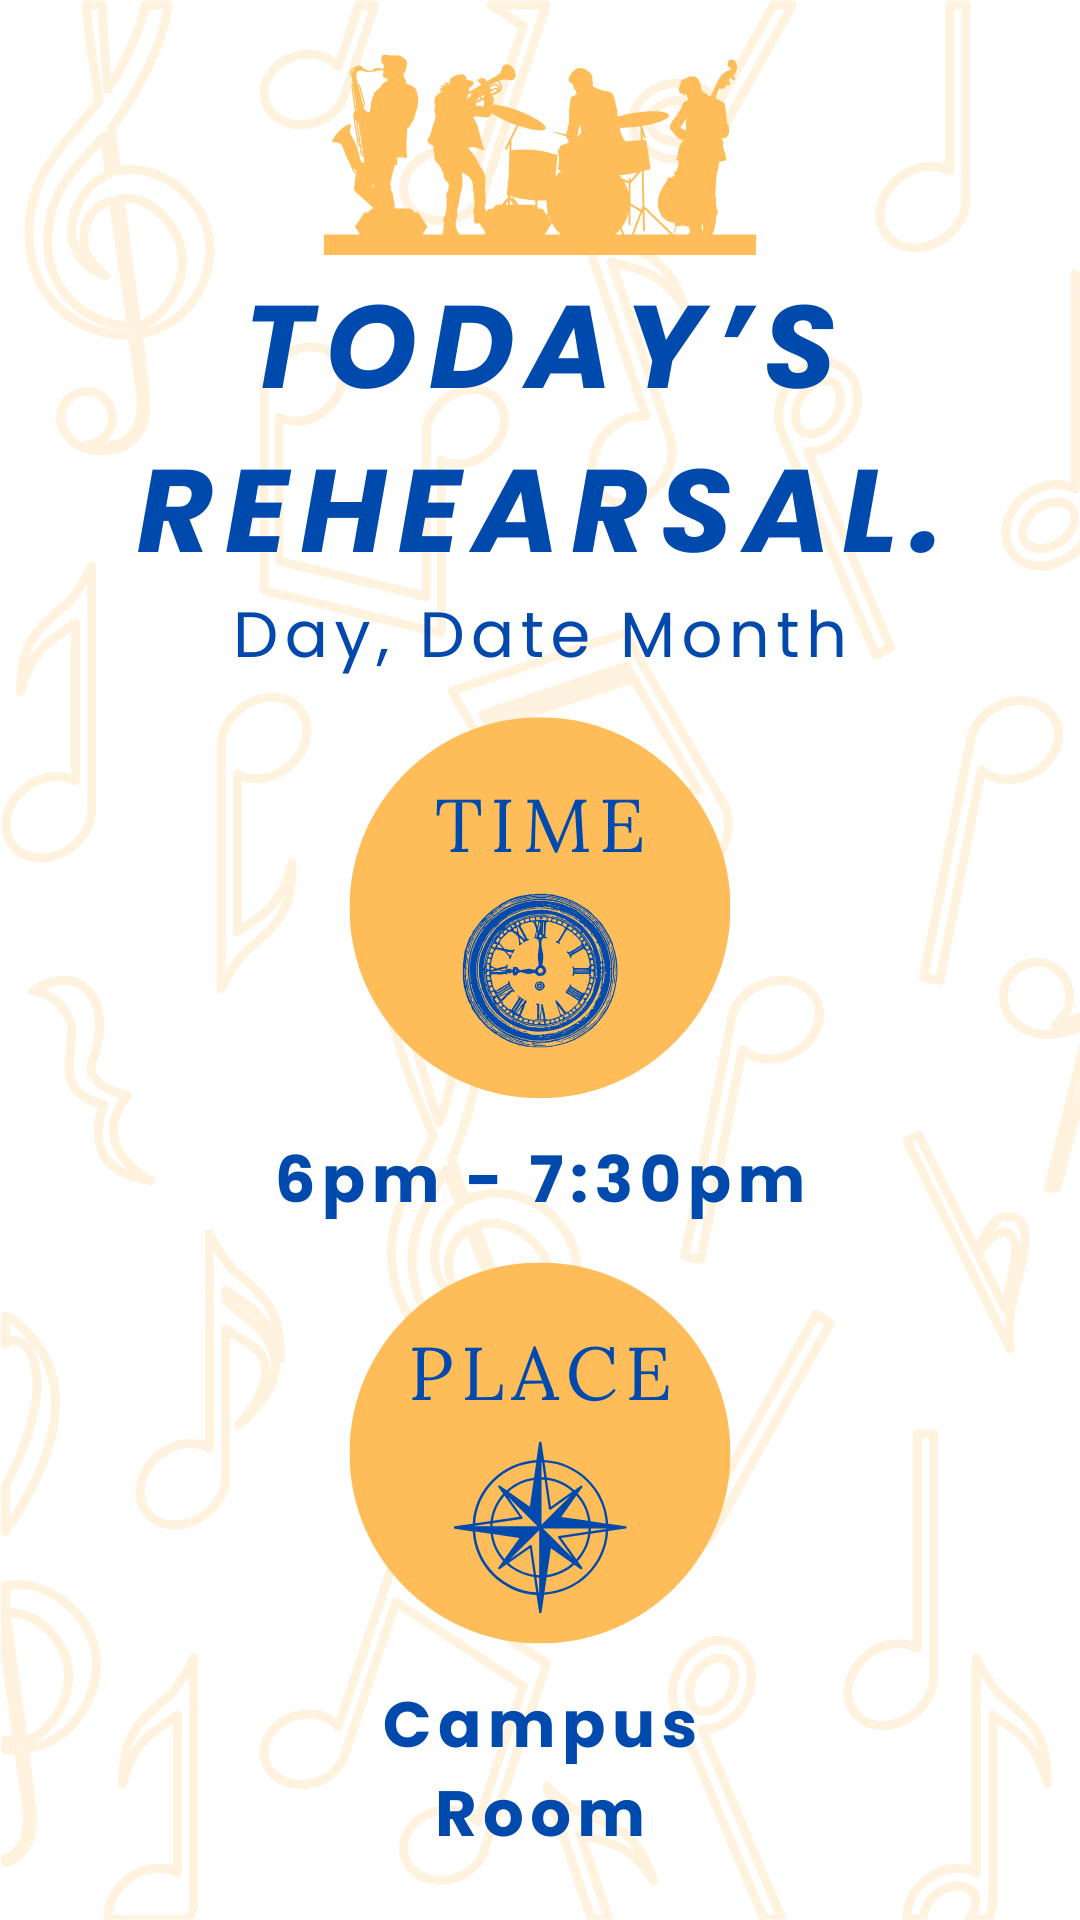 TODAY’S
REHEARSAL.
Day, Date Month
TIME
6pm - 7:30pm
PLACE
Campus
Room